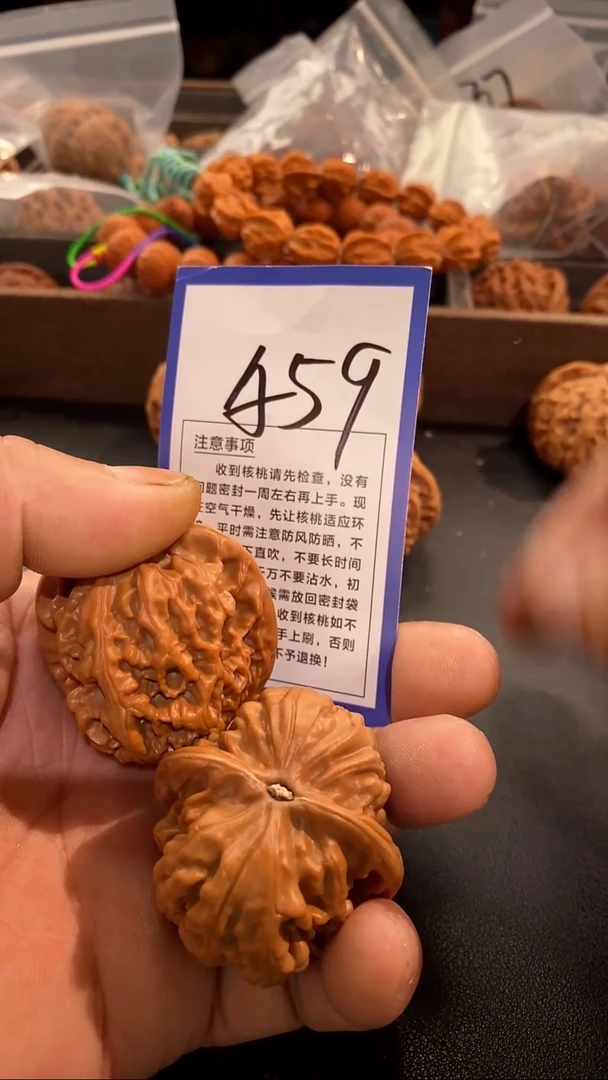 459
注意事项
收到核桃请先检查，没有
问题密封一周左右再上手。现
空气干燥，先让核桃适应环
平时需注意防风防晒，不
直吹，不要长时间
万不要沾水，初
候需放回密封袋
收到核桃如不
手上刷，否则
不予退换！